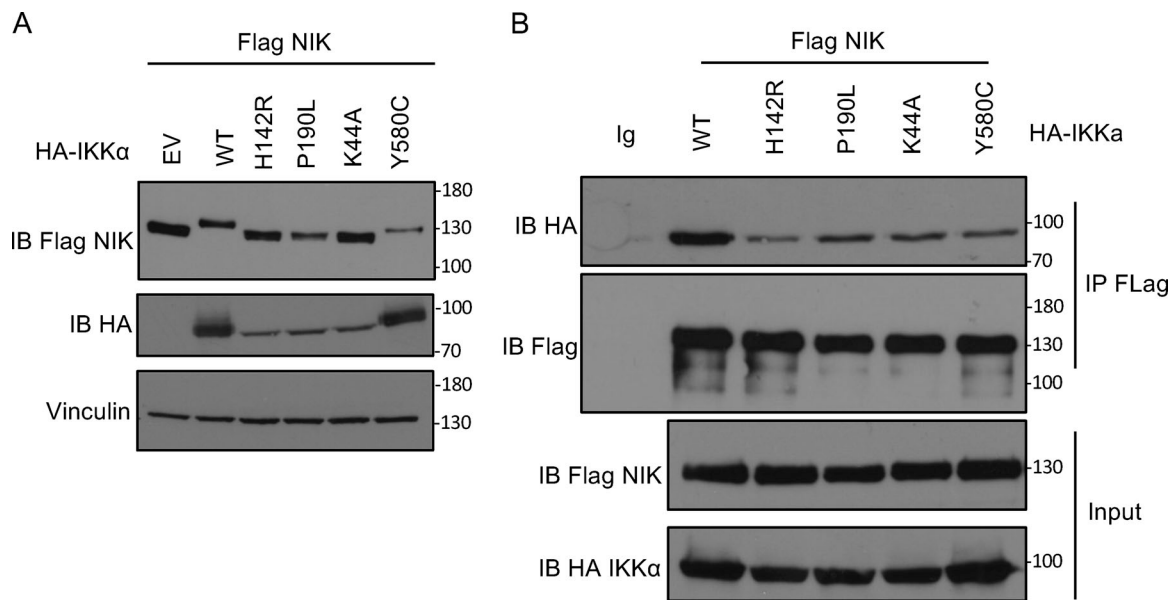 A
Flag NIK
HA-IKKα
EV
WT
H142R
P190L
K44A
Y580C
IB Flag NIK
-180
-130
-100
IB HA
-100
-70
Vinculin
-180
-130
B
Flag NIK
Ig
WT
H142R
P190L
K44A
Y580C
HA-IKKa
IB HA
-100
-70
IB Flag
-180
-130
-100
IP FLag
IB Flag NIK
-130
IB HA IKKα
-100
Input